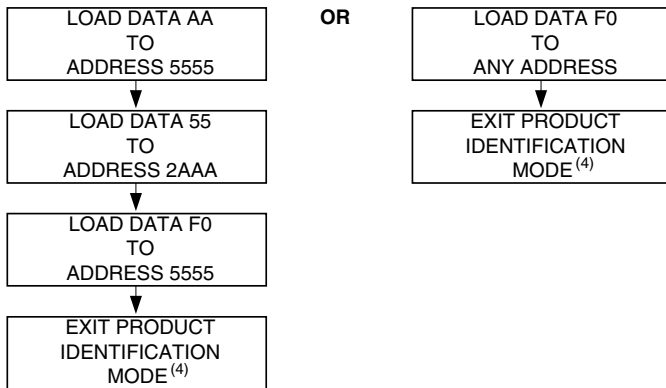 LOAD DATA AA
TO
ADDRESS 5555
LOAD DATA 55
TO
ADDRESS 2AAA
LOAD DATA F0
TO
ADDRESS 5555
EXIT PRODUCT
IDENTIFICATION
MODE(4)
OR
LOAD DATA F0
TO
ANY ADDRESS
EXIT PRODUCT
IDENTIFICATION
MODE(4)